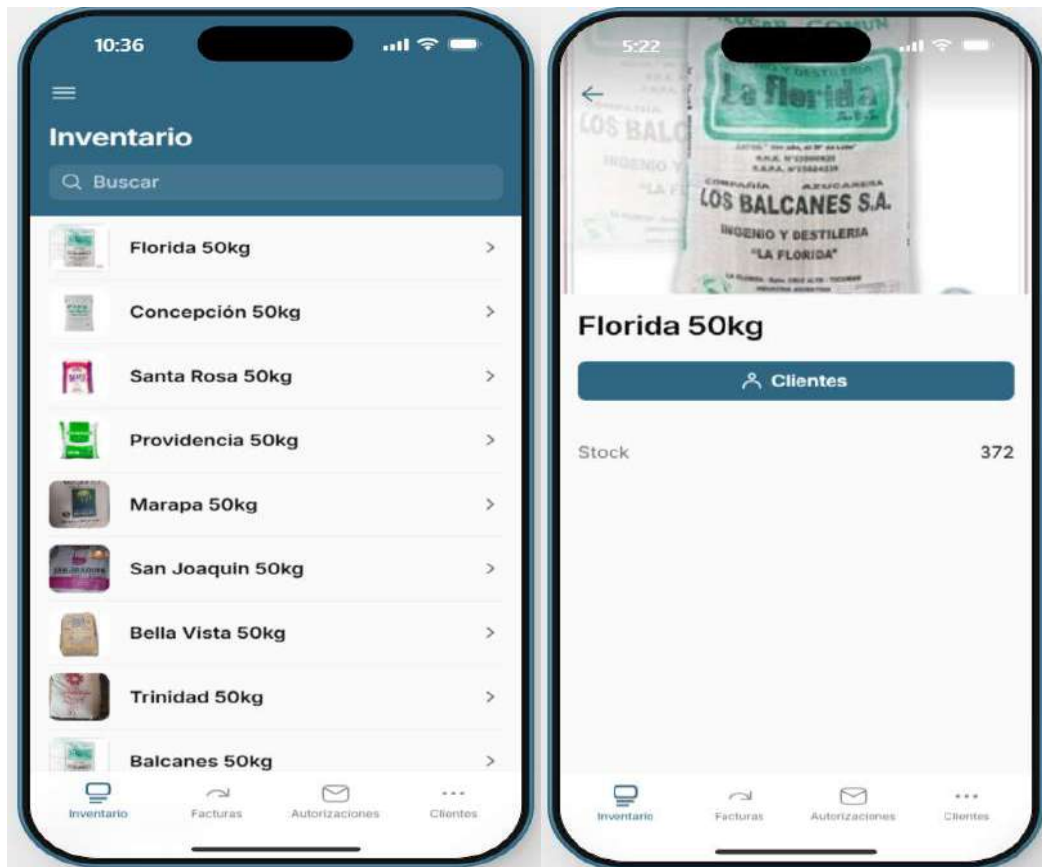 10:36
Inventario
Buscar
Florida 50kg
Concepción 50kg
Santa Rosa 50kg
Providencia 50kg
Marapa 50kg
San Joaquin 50kg
Bella Vista 50kg
Trinidad 50kg
Balcanes 50kg
Inventario
Facturas
Autorizaciones
Clientes
5:22
AZUCAR COMUN
La florida
COMPAÑIA AZUCARERA
LOS BALCANES S.A.
INGENIO Y DESTILERIA
"LA FLORIDA"
Florida 50kg
Clientes
Stock 372
Inventario
Facturas
Autorizaciones
Clientes